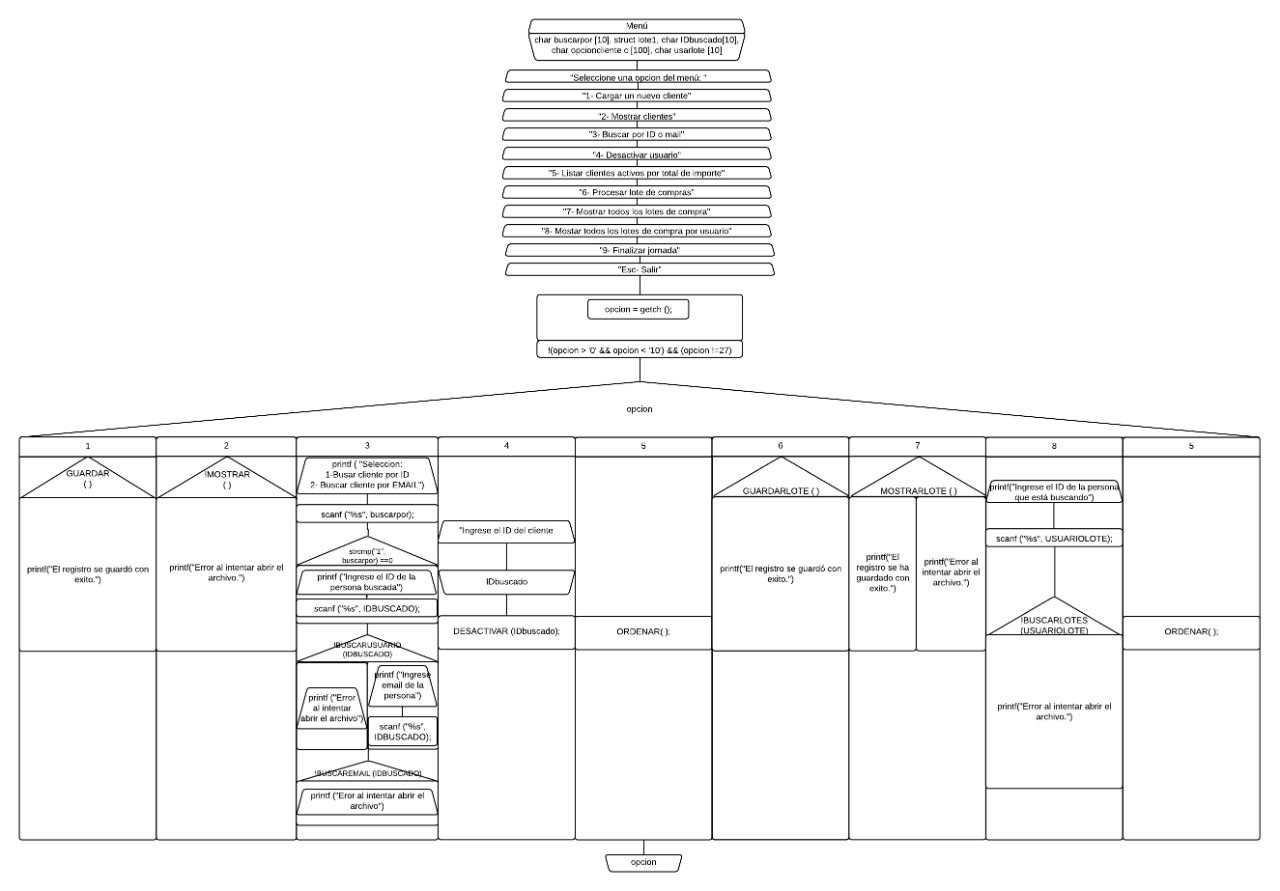 Menú
char buscarpor [10], struct lote1, char IDbuscado[10],
char opcioncliente c [100], char usarlote [10]
"Seleccione una opcion del menú: "
"1- Cargar un nuevo cliente"
"2- Mostrar clientes"
"3- Buscar por ID o mail"
"4- Desactivar usuario"
"5- Listar clientes activos por total de importe"
"6- Procesar lote de compras"
"7- Mostrar todos los lotes de compra"
"8- Mostar todos los lotes de compra por usuario"
"9- Finalizar jornada"
"Esc- Salir"
opcion = getch ();
!(opcion > '0' && opcion < '10') && (opcion !=27)
opcion
1
GUARDAR
( )
printf("El registro se guardó con
exito.")
2
!MOSTRAR
( )
printf("Error al intentar abrir el
archivo.")
3
printf ( "Seleccion:
1-Busar cliente por ID
2- Buscar cliente por EMAIL")
scanf ("%s", buscarpor);
strcmp("1",
buscarpor) ==0
printf ("Ingrese el ID de la
persona buscada")
scanf ("%s", IDBUSCADO);
!BUSCARUSUARIO
(IDBUSCADO)
printf ("Error
al intentar
abrir el archivo")
printf ("Ingrese
email de la
persona")
scanf ("%s",
IDBUSCADO);
!BUSCAREMAIL (IDBUSCADO)
printf ("Eror al intentar abrir el
archivo")
4
"Ingrese el ID del cliente
IDbuscado
DESACTIVAR (IDbuscado);
5
ORDENAR( );
6
GUARDARLOTE ( )
printf("El registro se guardó con
exito.")
7
MOSTRARLOTE ( )
printf("El
registro se ha
guardado con
exito.")
printf("Error al
intentar abrir el
archivo.")
8
printf("Ingrese el ID de la persona
que está buscando")
scanf ("%s", USUARIOLOTE);
!BUSCARLOTES
(USUARIOLOTE)
printf("Error al intentar abrir el
archivo.")
5
ORDENAR( );
opcion